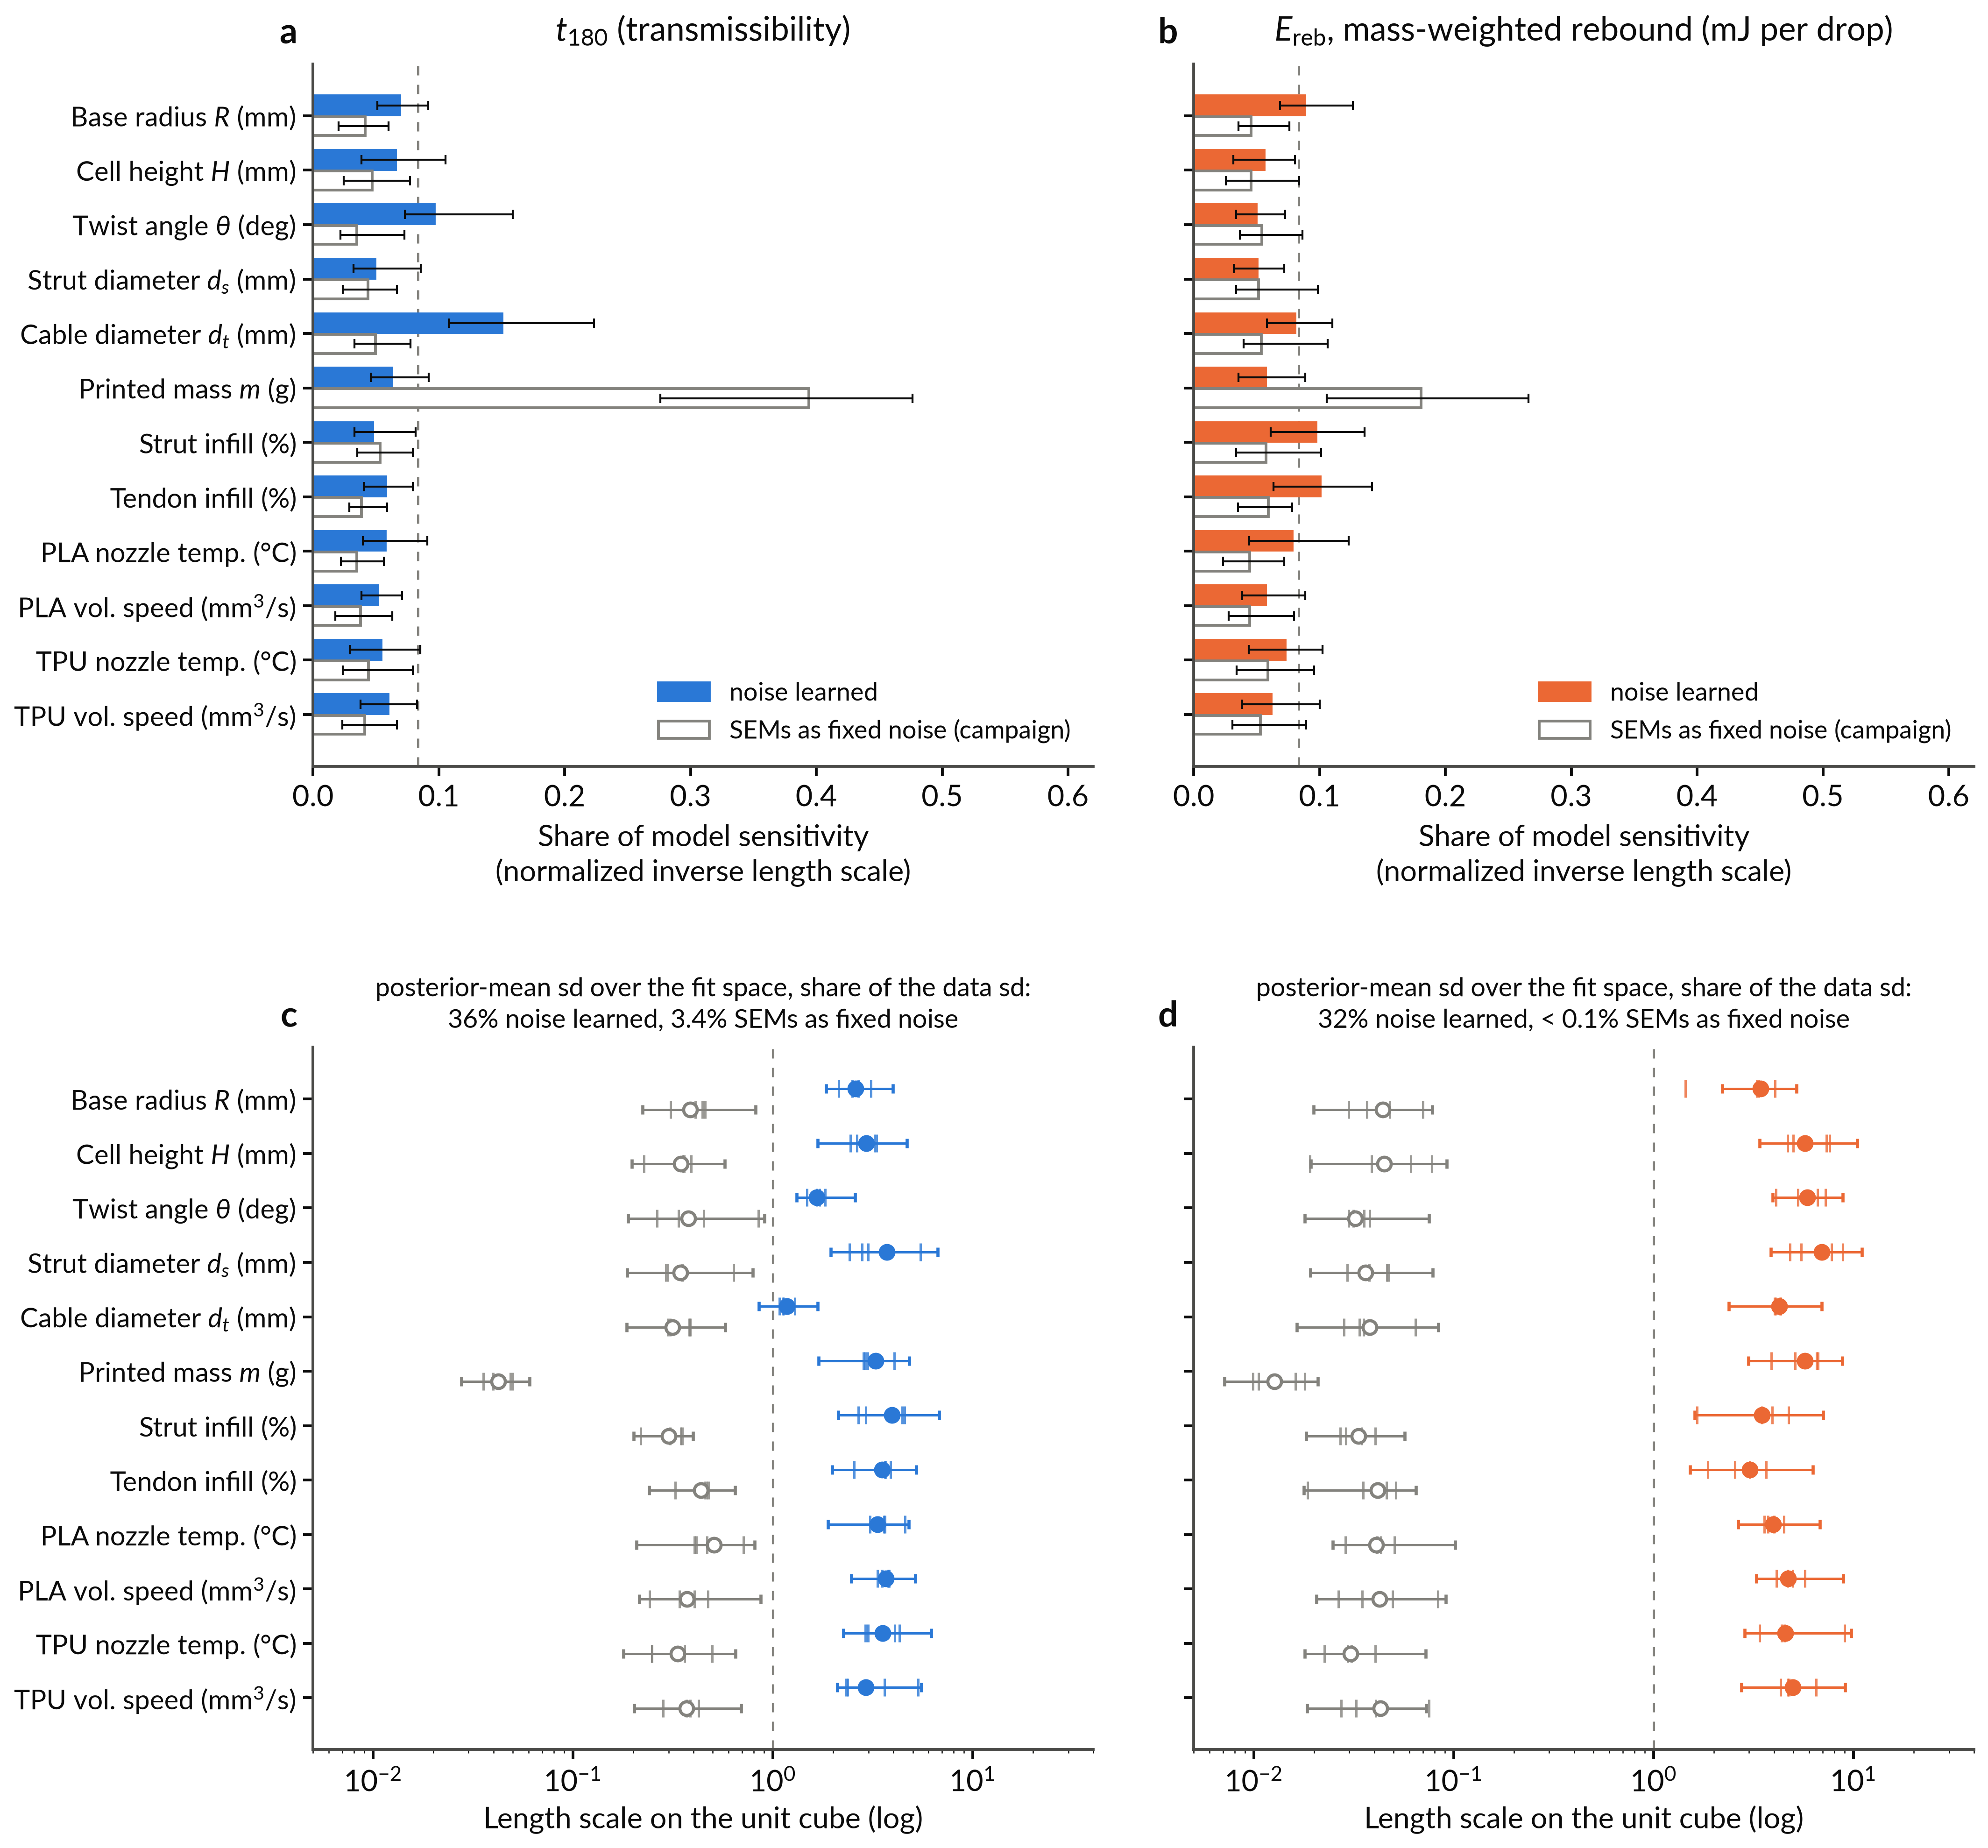 a
t180 (transmissibility)
Base radius R (mm)
Cell height H (mm)
Twist angle θ (deg)
Strut diameter ds (mm)
Cable diameter dt (mm)
Printed mass m (g)
Strut infill (%)
Tendon infill (%)
PLA nozzle temp. (°C)
PLA vol. speed (mm³/s)
TPU nozzle temp. (°C)
TPU vol. speed (mm³/s)
noise learned
SEMs as fixed noise (campaign)
0.0 0.1 0.2 0.3 0.4 0.5 0.6
Share of model sensitivity
(normalized inverse length scale)
b
Ereb, mass-weighted rebound (mJ per drop)
noise learned
SEMs as fixed noise (campaign)
0.0 0.1 0.2 0.3 0.4 0.5 0.6
Share of model sensitivity
(normalized inverse length scale)
c
posterior-mean sd over the fit space, share of the data sd:
36% noise learned, 3.4% SEMs as fixed noise
Base radius R (mm)
Cell height H (mm)
Twist angle θ (deg)
Strut diameter ds (mm)
Cable diameter dt (mm)
Printed mass m (g)
Strut infill (%)
Tendon infill (%)
PLA nozzle temp. (°C)
PLA vol. speed (mm³/s)
TPU nozzle temp. (°C)
TPU vol. speed (mm³/s)
10⁻² 10⁻¹ 10⁰ 10¹
Length scale on the unit cube (log)
d
posterior-mean sd over the fit space, share of the data sd:
32% noise learned, < 0.1% SEMs as fixed noise
10⁻² 10⁻¹ 10⁰ 10¹
Length scale on the unit cube (log)